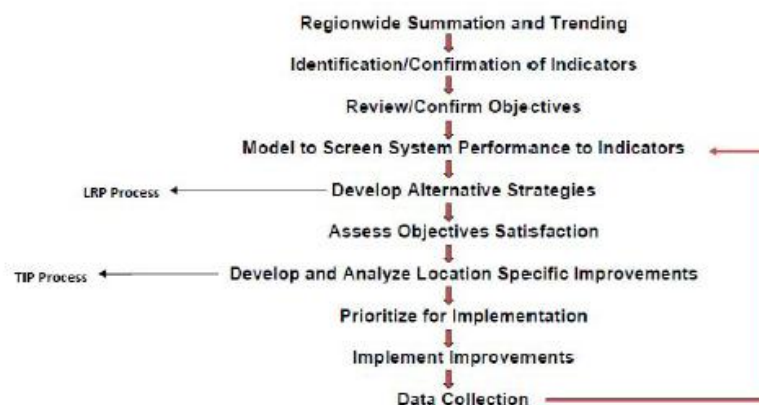 Regionwide Summation and Trending
Identification/Confirmation of Indicators
Review/Confirm Objectives
Model to Screen System Performance to Indicators
LRP Process
Develop Alternative Strategies
Assess Objectives Satisfaction
TIP Process
Develop and Analyze Location Specific Improvements
Prioritize for Implementation
Implement Improvements
Data Collection